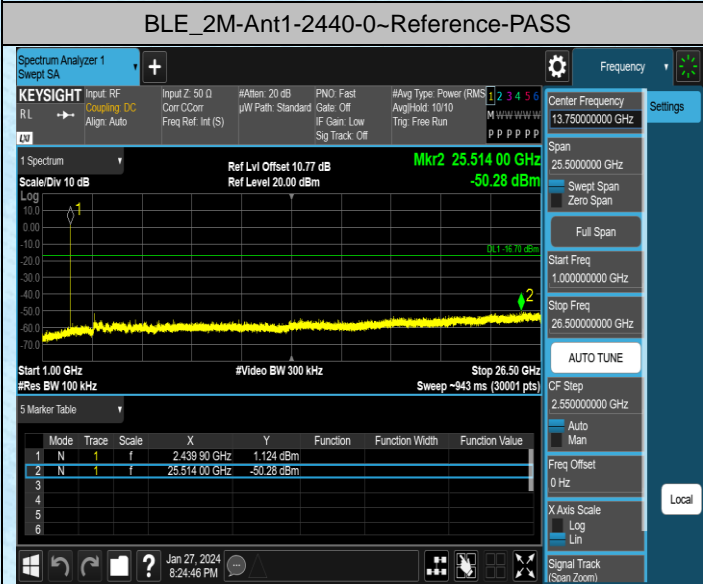 BLE_2M-Ant1-2440-0~Reference-PASS
Spectrum Analyzer 1
Swept SA
Frequency
KEYSIGHT
RL
LXI
Input: RF
Coupling: DC
Align: Auto
Input Z: 50 Ω
Corr CCorr
Freq Ref: Int (S)
#Atten: 20 dB
µW Path: Standard
PNO: Fast
Gate: Off
IF Gain: Low
Sig Track: Off
#Avg Type: Power (RMS
Avg|Hold: 10/10
Trig: Free Run
1 2 3 4 5 6
M W W W W W
P P P P P P
1 Spectrum
Scale/Div 10 dB
Ref Lvl Offset 10.77 dB
Ref Level 20.00 dBm
Mkr2 25.514 00 GHz
-50.28 dBm
Log
10.0
0.00
-10.0
-20.0
-30.0
-40.0
-50.0
-60.0
-70.0
1
DL1 -16.70 dBm
2
Start 1.00 GHz
#Res BW 100 kHz
#Video BW 300 kHz
Stop 26.50 GHz
Sweep ~943 ms (30001 pts)
5 Marker Table
Mode Trace Scale X Y Function Function Width Function Value
1 N 1 f 2.439 90 GHz 1.124 dBm
2 N 1 f 25.514 00 GHz -50.28 dBm
3
4
5
6
Jan 27, 2024
8:24:46 PM
Center Frequency
13.750000000 GHz
Span
25.5000000 GHz
Swept Span
Zero Span
Full Span
Start Freq
1.000000000 GHz
Stop Freq
26.500000000 GHz
AUTO TUNE
CF Step
2.550000000 GHz
Auto
Man
Freq Offset
0 Hz
X Axis Scale
Log
Lin
Signal Track
(Span Zoom)
Settings
Local